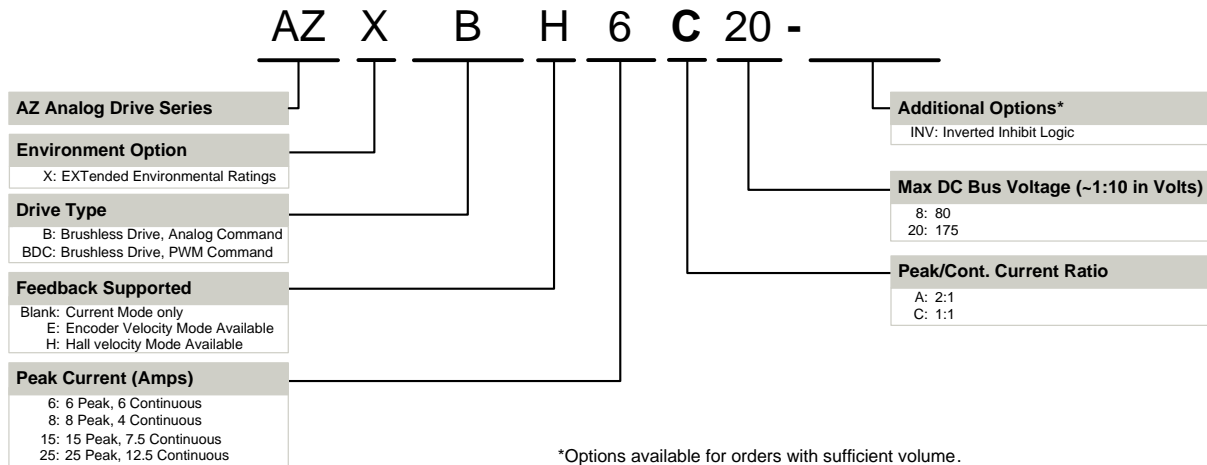 AZ X B H 6 C 20 -
AZ Analog Drive Series
Environment Option
X: EXTended Environmental Ratings
Drive Type
B: Brushless Drive, Analog Command
BDC: Brushless Drive, PWM Command
Feedback Supported
Blank: Current Mode only
E: Encoder Velocity Mode Available
H: Hall velocity Mode Available
Peak Current (Amps)
6: 6 Peak, 6 Continuous
8: 8 Peak, 4 Continuous
15: 15 Peak, 7.5 Continuous
25: 25 Peak, 12.5 Continuous
Additional Options*
INV: Inverted Inhibit Logic
Max DC Bus Voltage (~1:10 in Volts)
8: 80
20: 175
Peak/Cont. Current Ratio
A: 2:1
C: 1:1
*Options available for orders with sufficient volume.